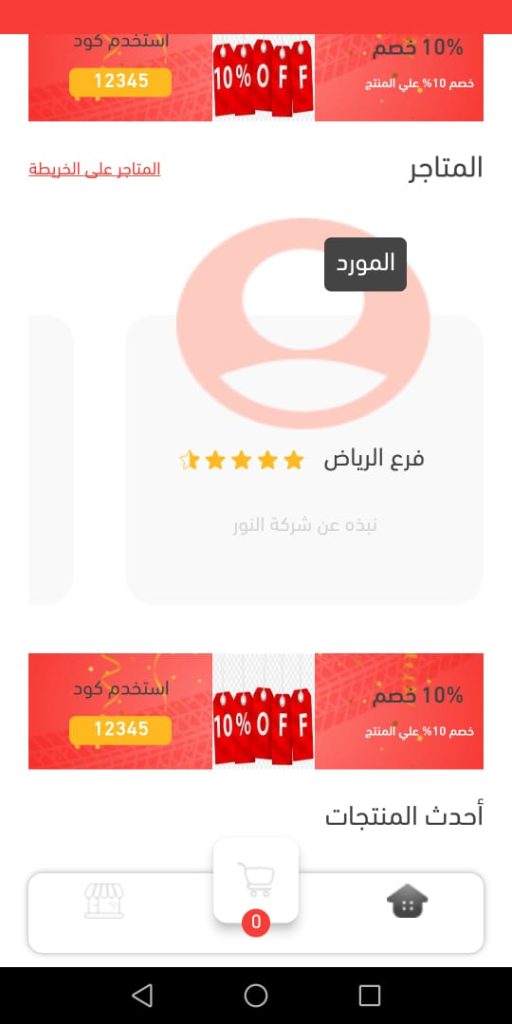 10% خصم
خصم 10% علي المنتج
10% OFF
استخدم كود
12345
المتاجر
المتاجر على الخريطة
المورد
فرع الرياض
نبذه عن شركة النور
10% خصم
خصم 10% علي المنتج
10% OFF
استخدم كود
12345
أحدث المنتجات
0